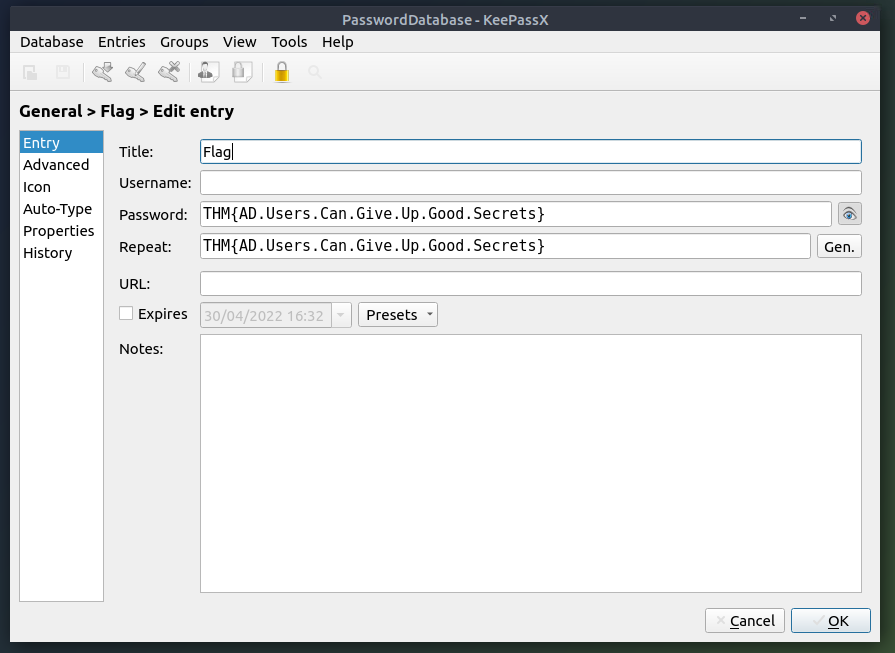 PasswordDatabase - KeePassX
Database Entries Groups View Tools Help
General > Flag > Edit entry
Entry
Advanced
Icon
Auto-Type
Properties
History
Title: Flag
Username:
Password: THM{AD.Users.Can.Give.Up.Good.Secrets}
Repeat: THM{AD.Users.Can.Give.Up.Good.Secrets} Gen.
URL:
Expires 30/04/2022 16:32 Presets
Notes:
Cancel OK